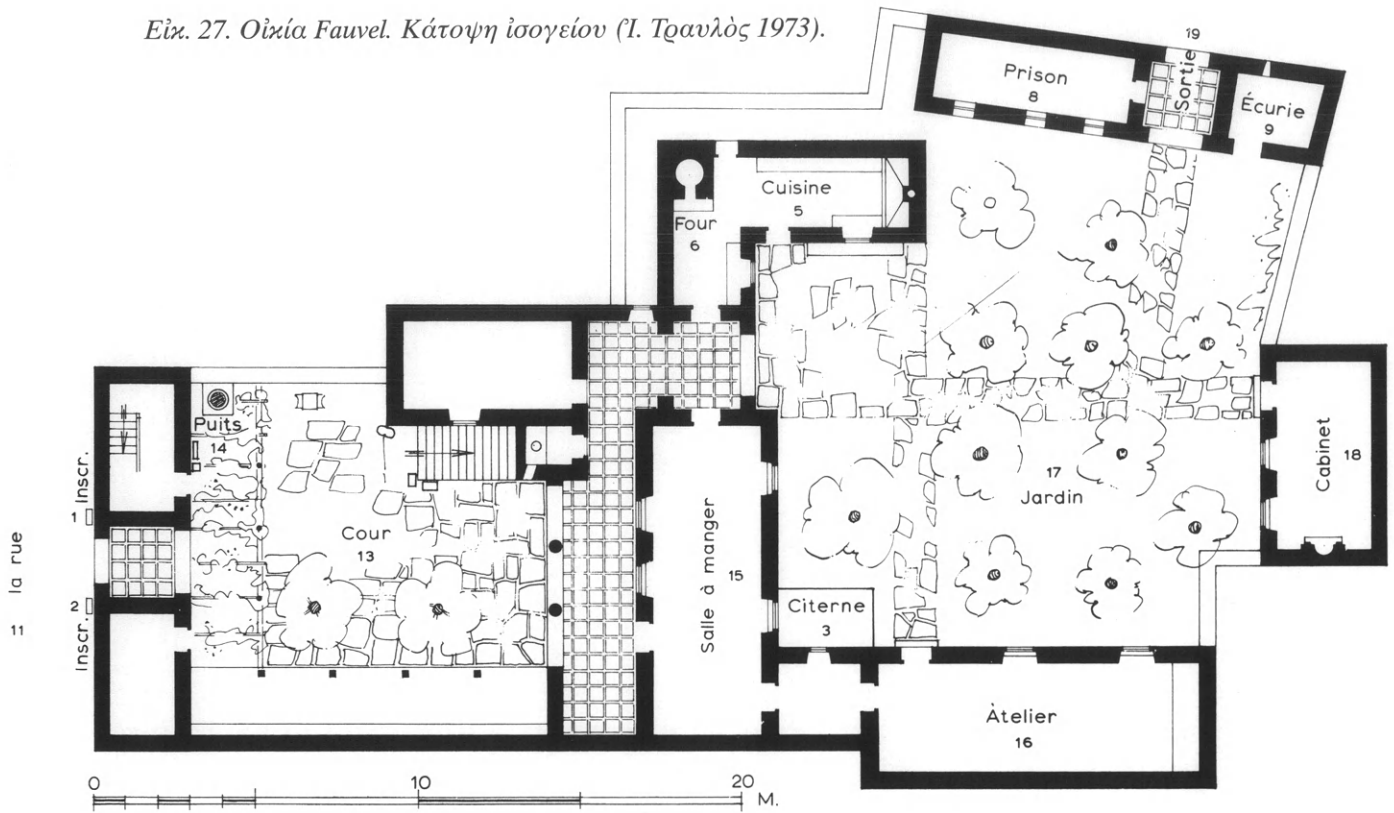 Εἰκ. 27. Οἰκία Fauvel. Κάτοψη ἰσογείου (Ἰ. Τραυλὸς 1973).
19
Sortie
Prison
8
Écurie
9
Cuisine
5
Four
6
Puits
14
Inscr.
1
Cour
13
la rue
11
2
Inscr.
Salle à manger
15
17
Jardin
Cabinet
18
Citerne
3
Àtelier
16
0
10
20
M.